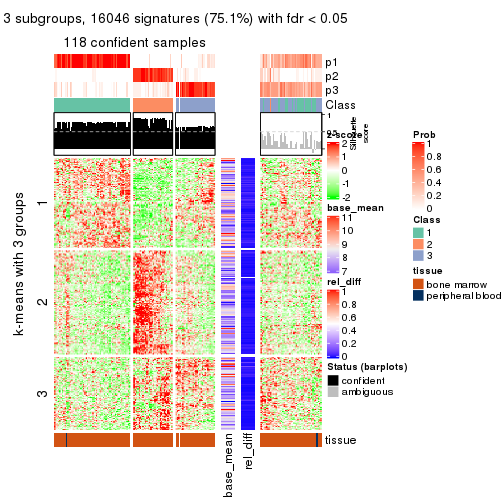 3 subgroups, 16046 signatures (75.1%) with fdr < 0.05
118 confident samples
p1
p2
p3
Class
1
0.5
0
Silhouette
score
k-means with 3 groups
1
2
3
z-score
2
1
0
-1
-2
base_mean
11
10
9
8
7
rel_diff
1
0.8
0.6
0.4
0.2
0
Status (barplots)
confident
ambiguous
Prob
1
0.8
0.6
0.4
0.2
0
Class
1
2
3
tissue
bone marrow
peripheral blood
tissue
base_mean
rel_diff